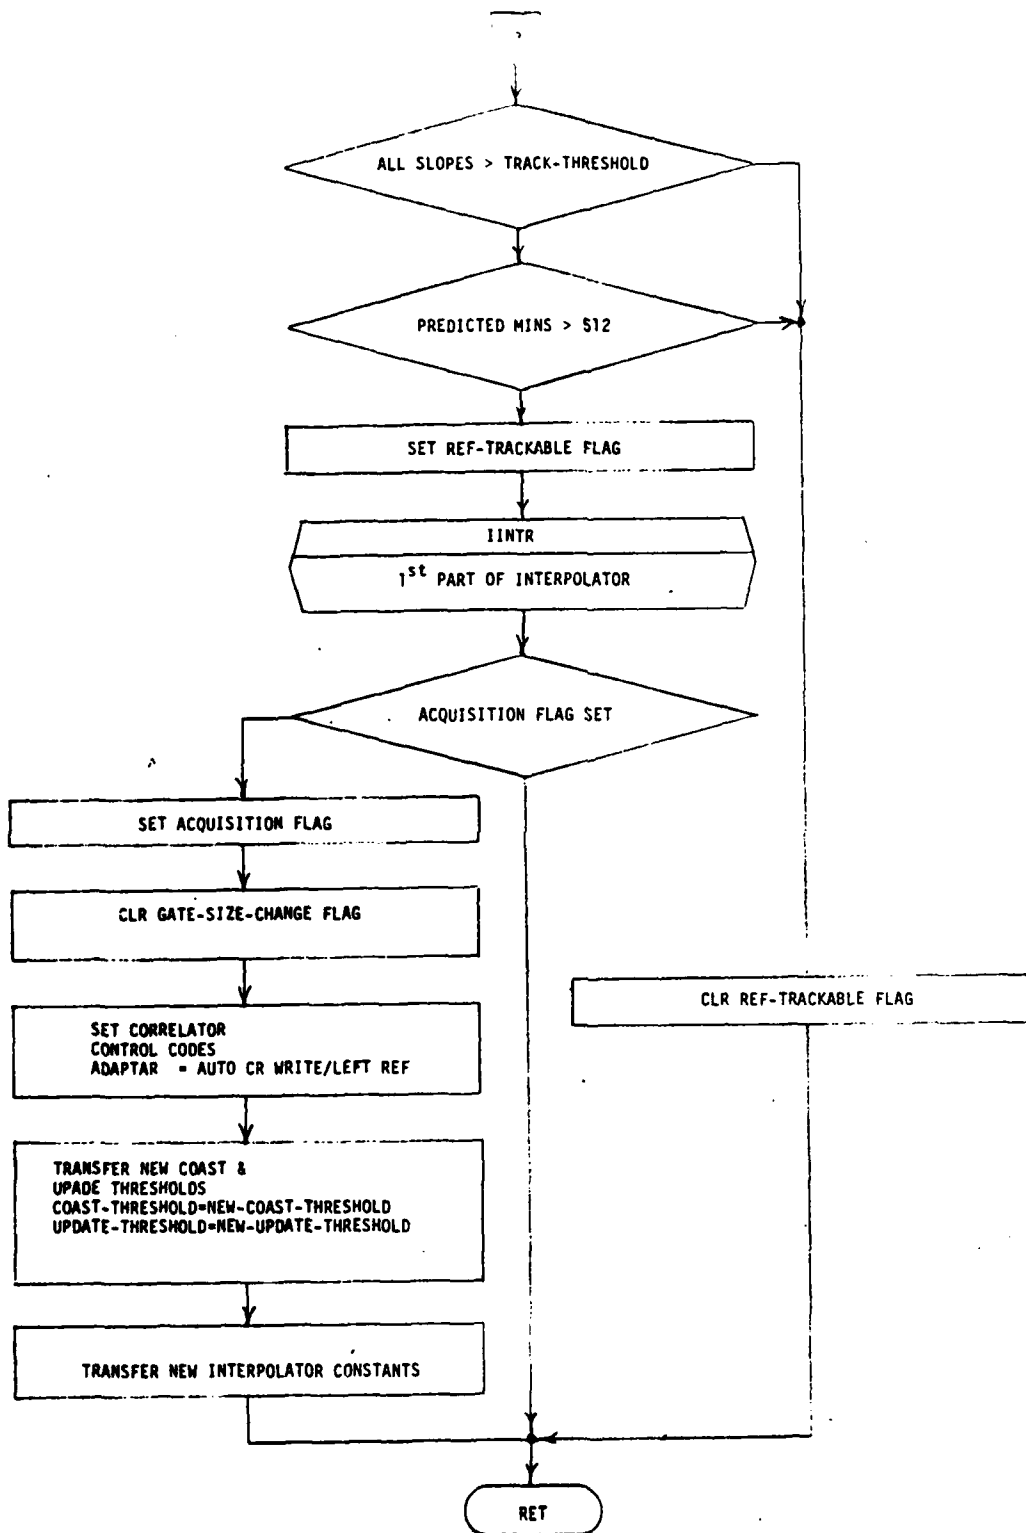 ALL SLOPES > TRACK-THRESHOLD
PREDICTED MINS > 512
SET REF-TRACKABLE FLAG
IINTR
1st PART OF INTERPOLATOR
ACQUISITION FLAG SET
SET ACQUISITION FLAG
CLR GATE-SIZE-CHANGE FLAG
SET CORRELATOR
CONTROL CODES
ADAPTAR = AUTO CR WRITE/LEFT REF
CLR REF-TRACKABLE FLAG
TRANSFER NEW COAST &
UPADE THRESHOLDS
COAST-THRESHOLD=NEW-COAST-THRESHOLD
UPDATE-THRESHOLD=NEW-UPDATE-THRESHOLD
TRANSFER NEW INTERPOLATOR CONSTANTS
RET